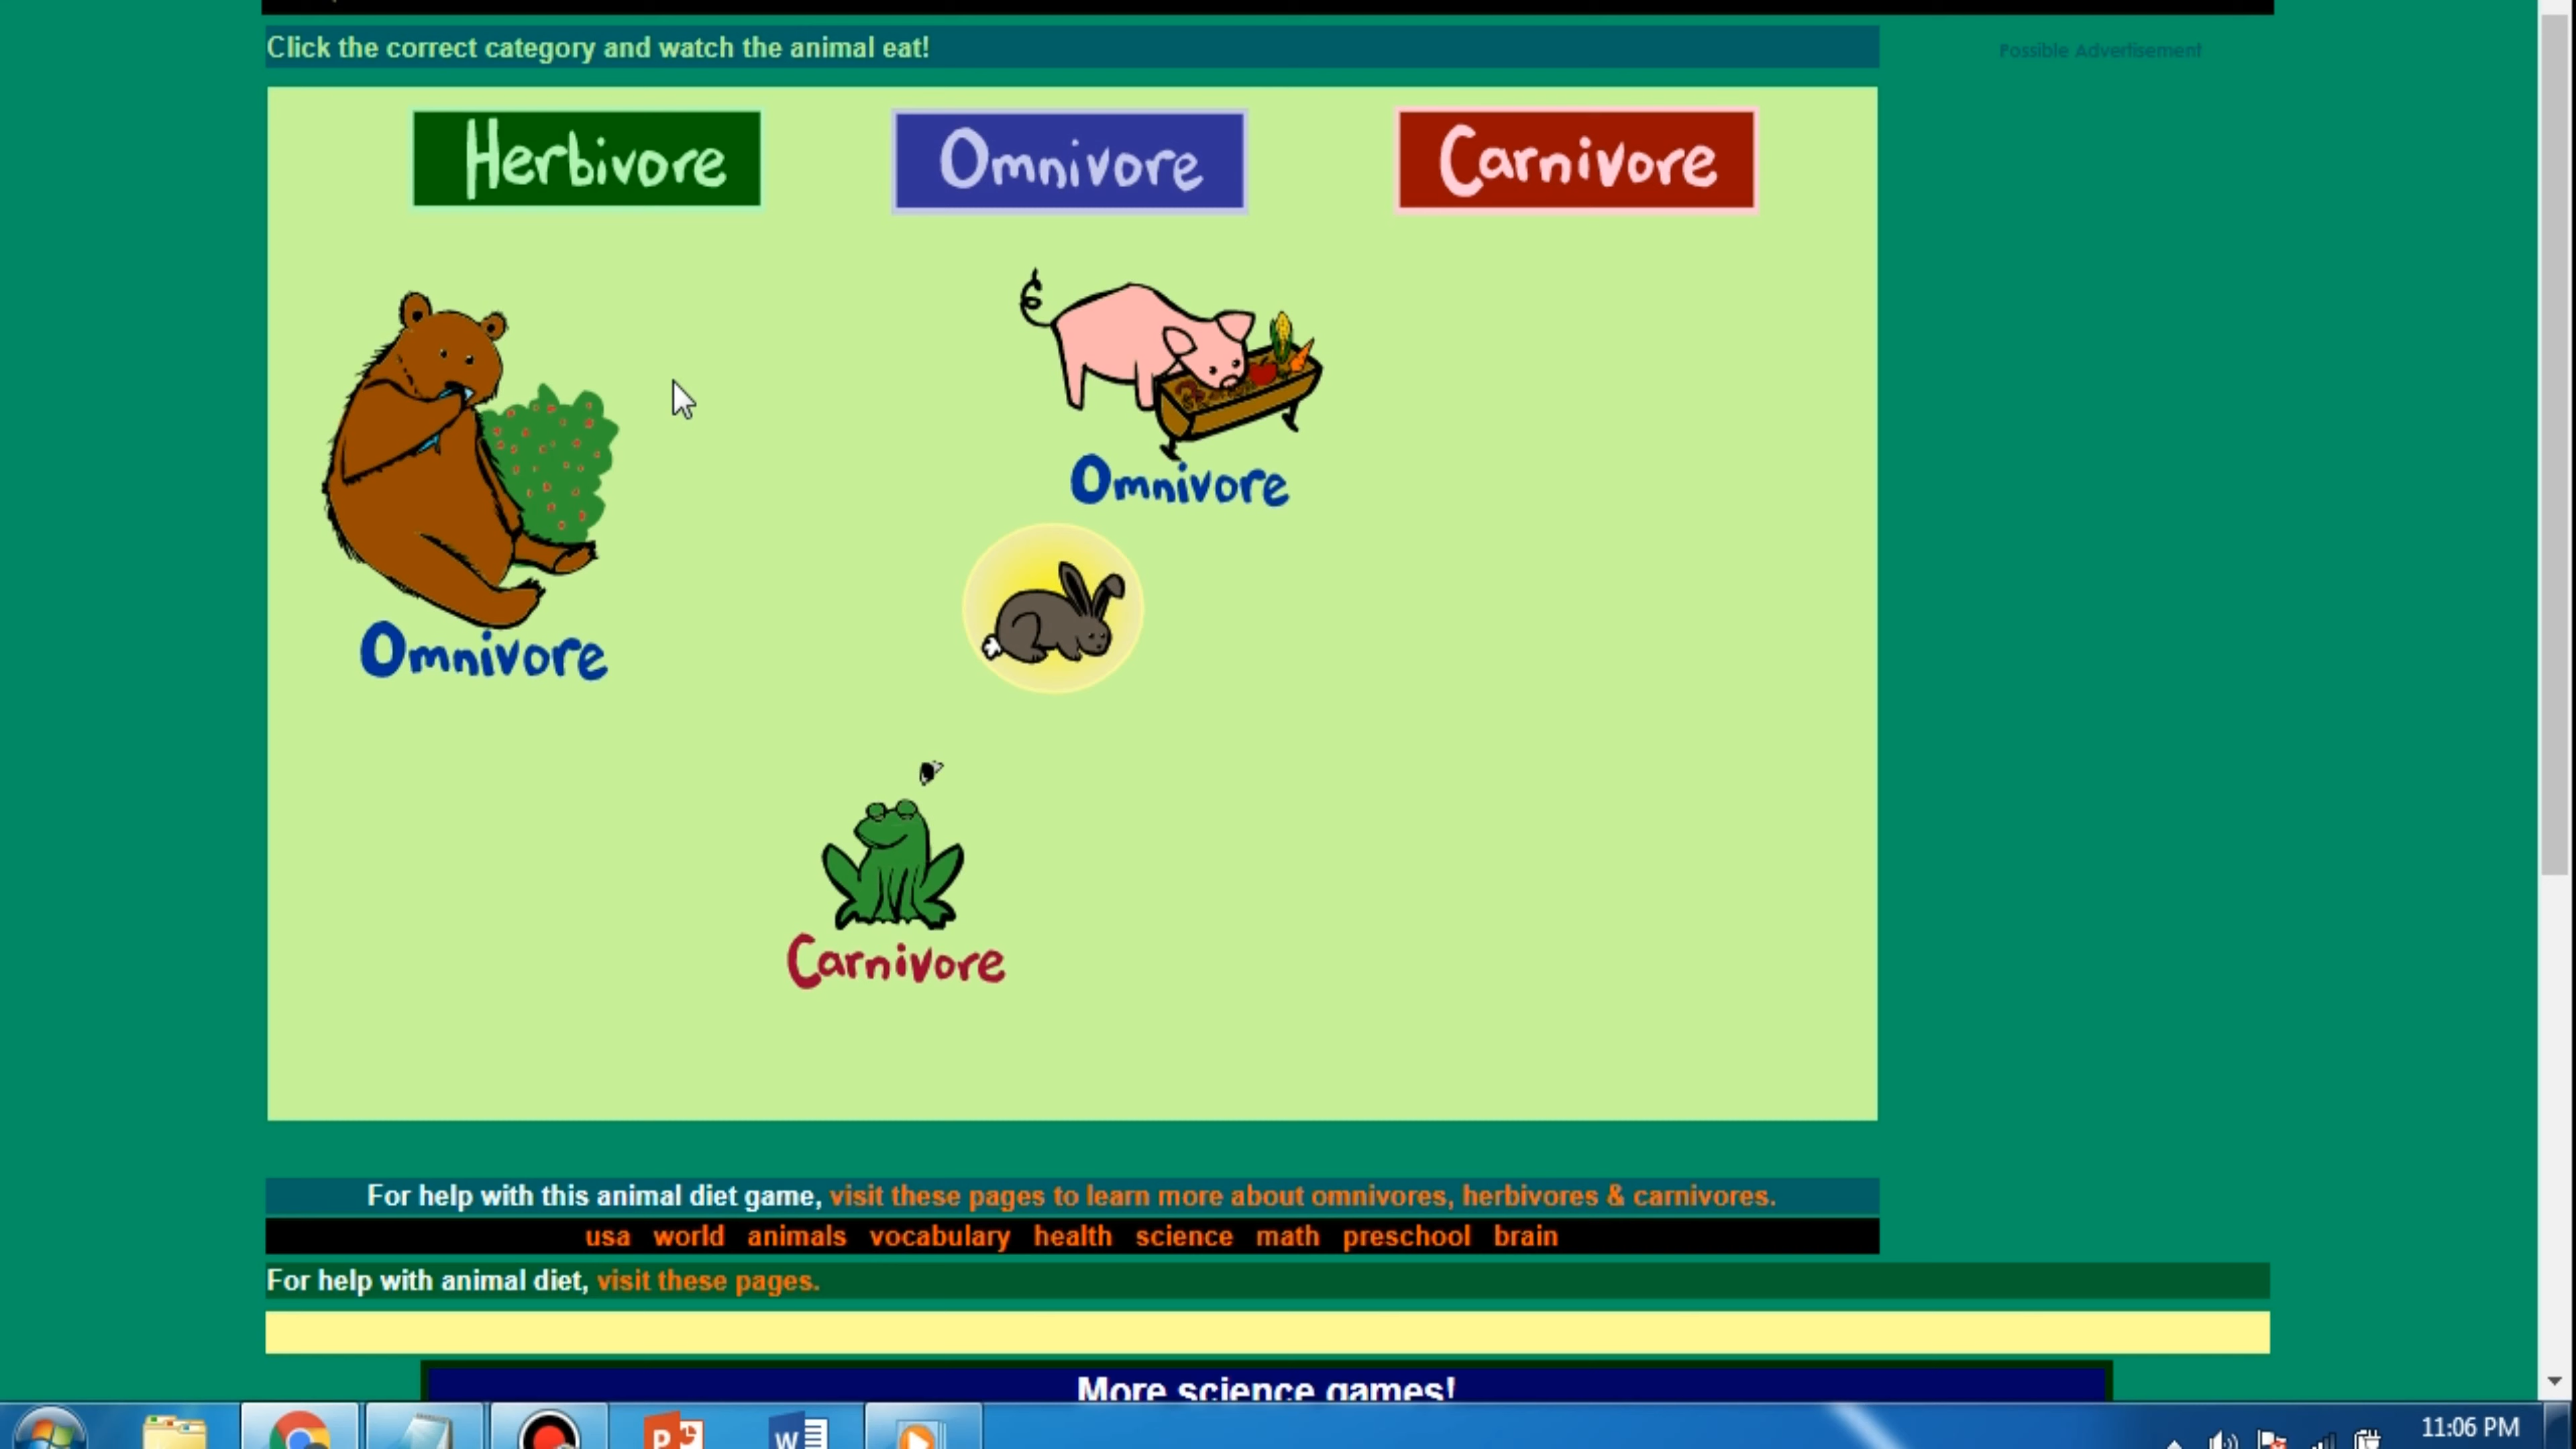 Click the correct category and watch the animal eat!
Possible Advertisement
Herbivore Omnivore Carnivore
Omnivore
Omnivore
Carnivore
For help with this animal diet game, visit these pages to learn more about omnivores, herbivores & carnivores.
usa world animals vocabulary health science math preschool brain
For help with animal diet, visit these pages.
More science games!
P W
11:06 PM